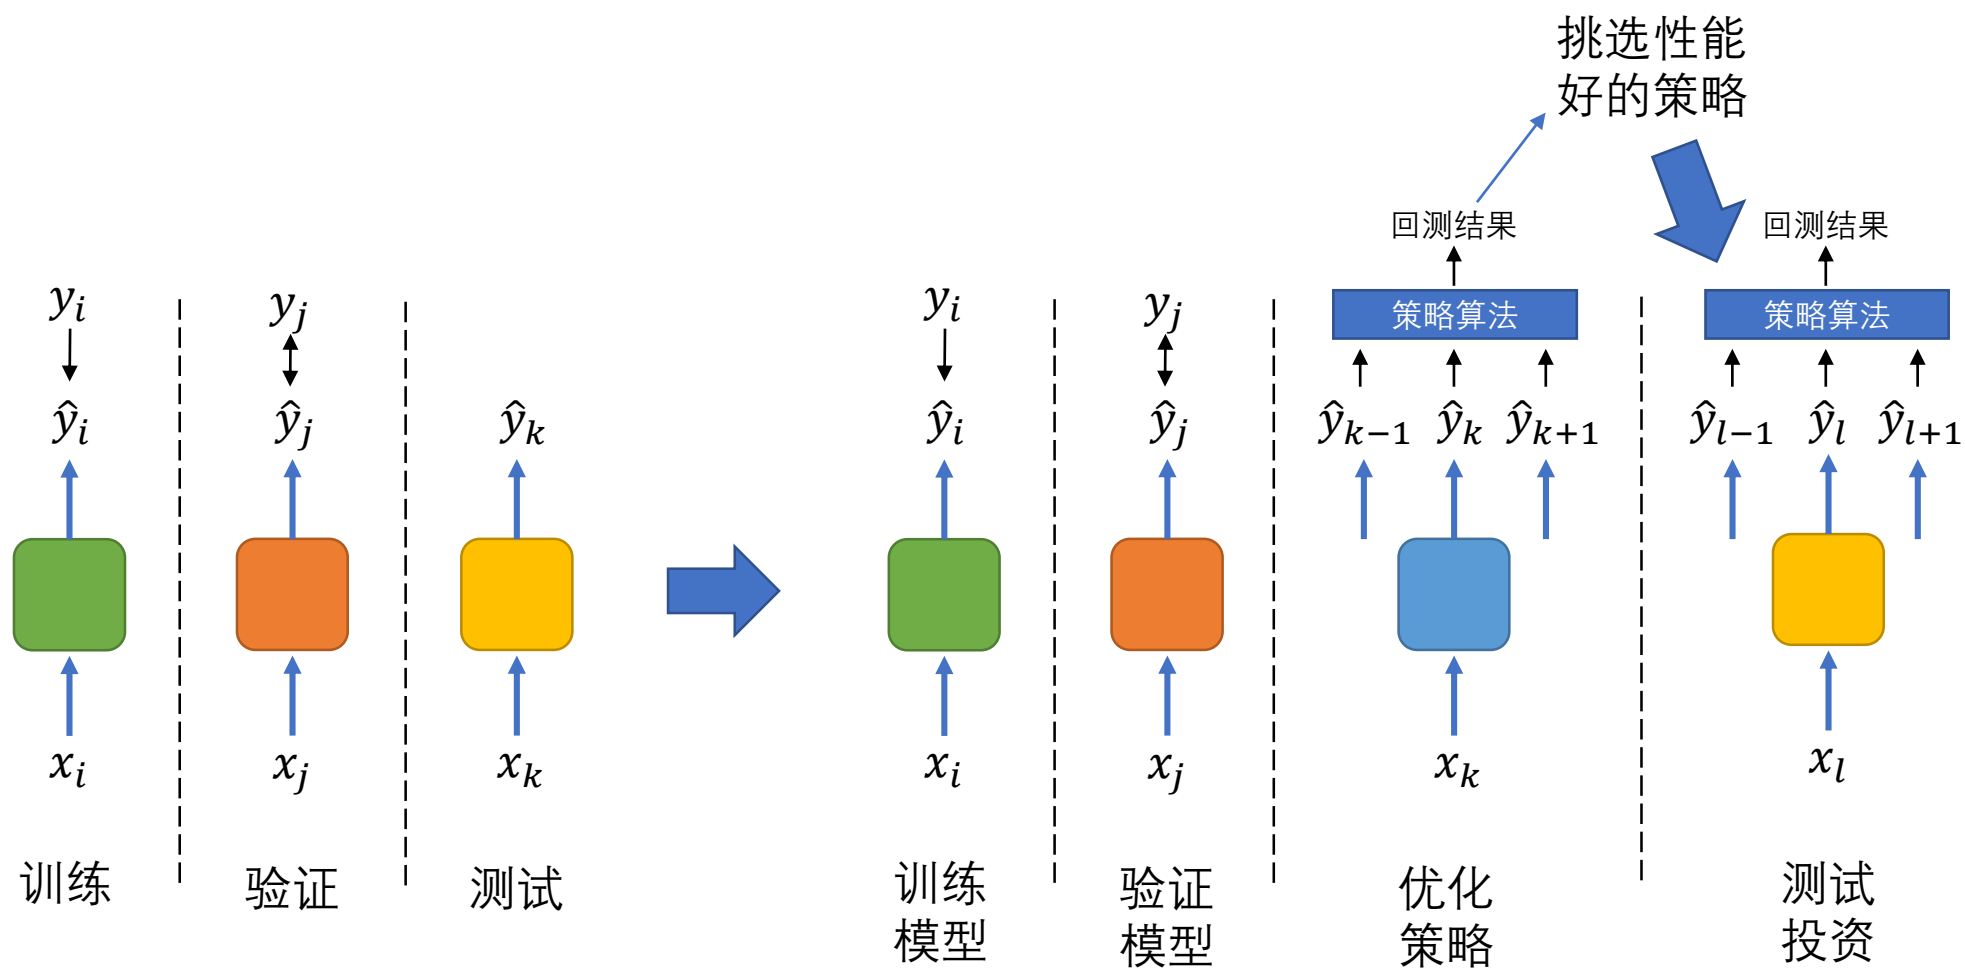 挑选性能
好的策略
回测结果
回测结果
策略算法
策略算法
y_i
y_j
y_i
y_j
ŷ_i
ŷ_j
ŷ_k
ŷ_i
ŷ_j
ŷ_{k−1}
ŷ_k
ŷ_{k+1}
ŷ_{l−1}
ŷ_l
ŷ_{l+1}
x_i
x_j
x_k
x_i
x_j
x_k
x_l
训练
验证
测试
训练
模型
验证
模型
优化
策略
测试
投资